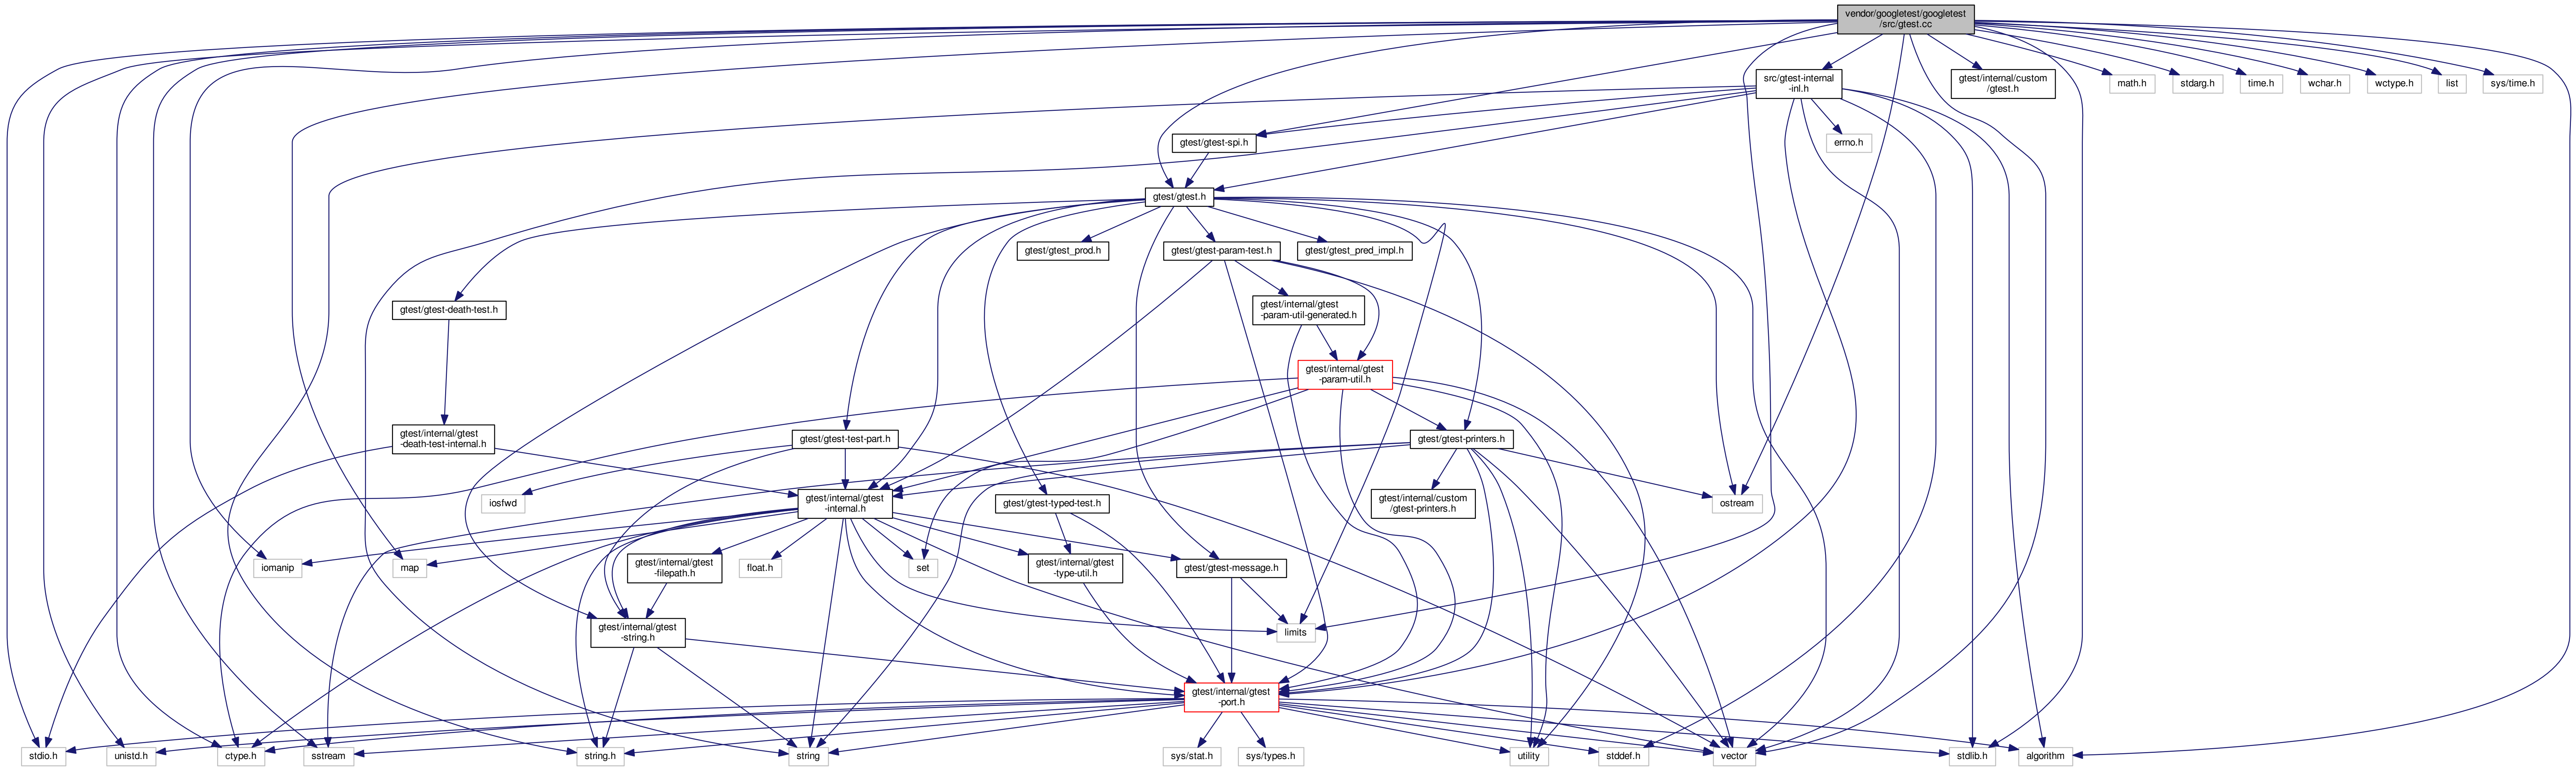 vendor/googletest/googletest
/src/gtest.cc
src/gtest-internal
-inl.h
gtest/internal/custom
/gtest.h
math.h
stdarg.h
time.h
wchar.h
wctype.h
list
sys/time.h
gtest/gtest-spi.h
errno.h
gtest/gtest.h
gtest/gtest_prod.h
gtest/gtest-param-test.h
gtest/gtest_pred_impl.h
gtest/gtest-death-test.h
gtest/internal/gtest
-param-util-generated.h
gtest/internal/gtest
-param-util.h
gtest/internal/gtest
-death-test-internal.h
gtest/gtest-test-part.h
gtest/gtest-printers.h
iosfwd
gtest/internal/gtest
-internal.h
gtest/gtest-typed-test.h
gtest/internal/custom
/gtest-printers.h
ostream
iomanip
map
gtest/internal/gtest
-filepath.h
float.h
set
gtest/internal/gtest
-type-util.h
gtest/gtest-message.h
gtest/internal/gtest
-string.h
limits
gtest/internal/gtest
-port.h
stdio.h
unistd.h
ctype.h
sstream
string.h
string
sys/stat.h
sys/types.h
utility
stddef.h
vector
stdlib.h
algorithm